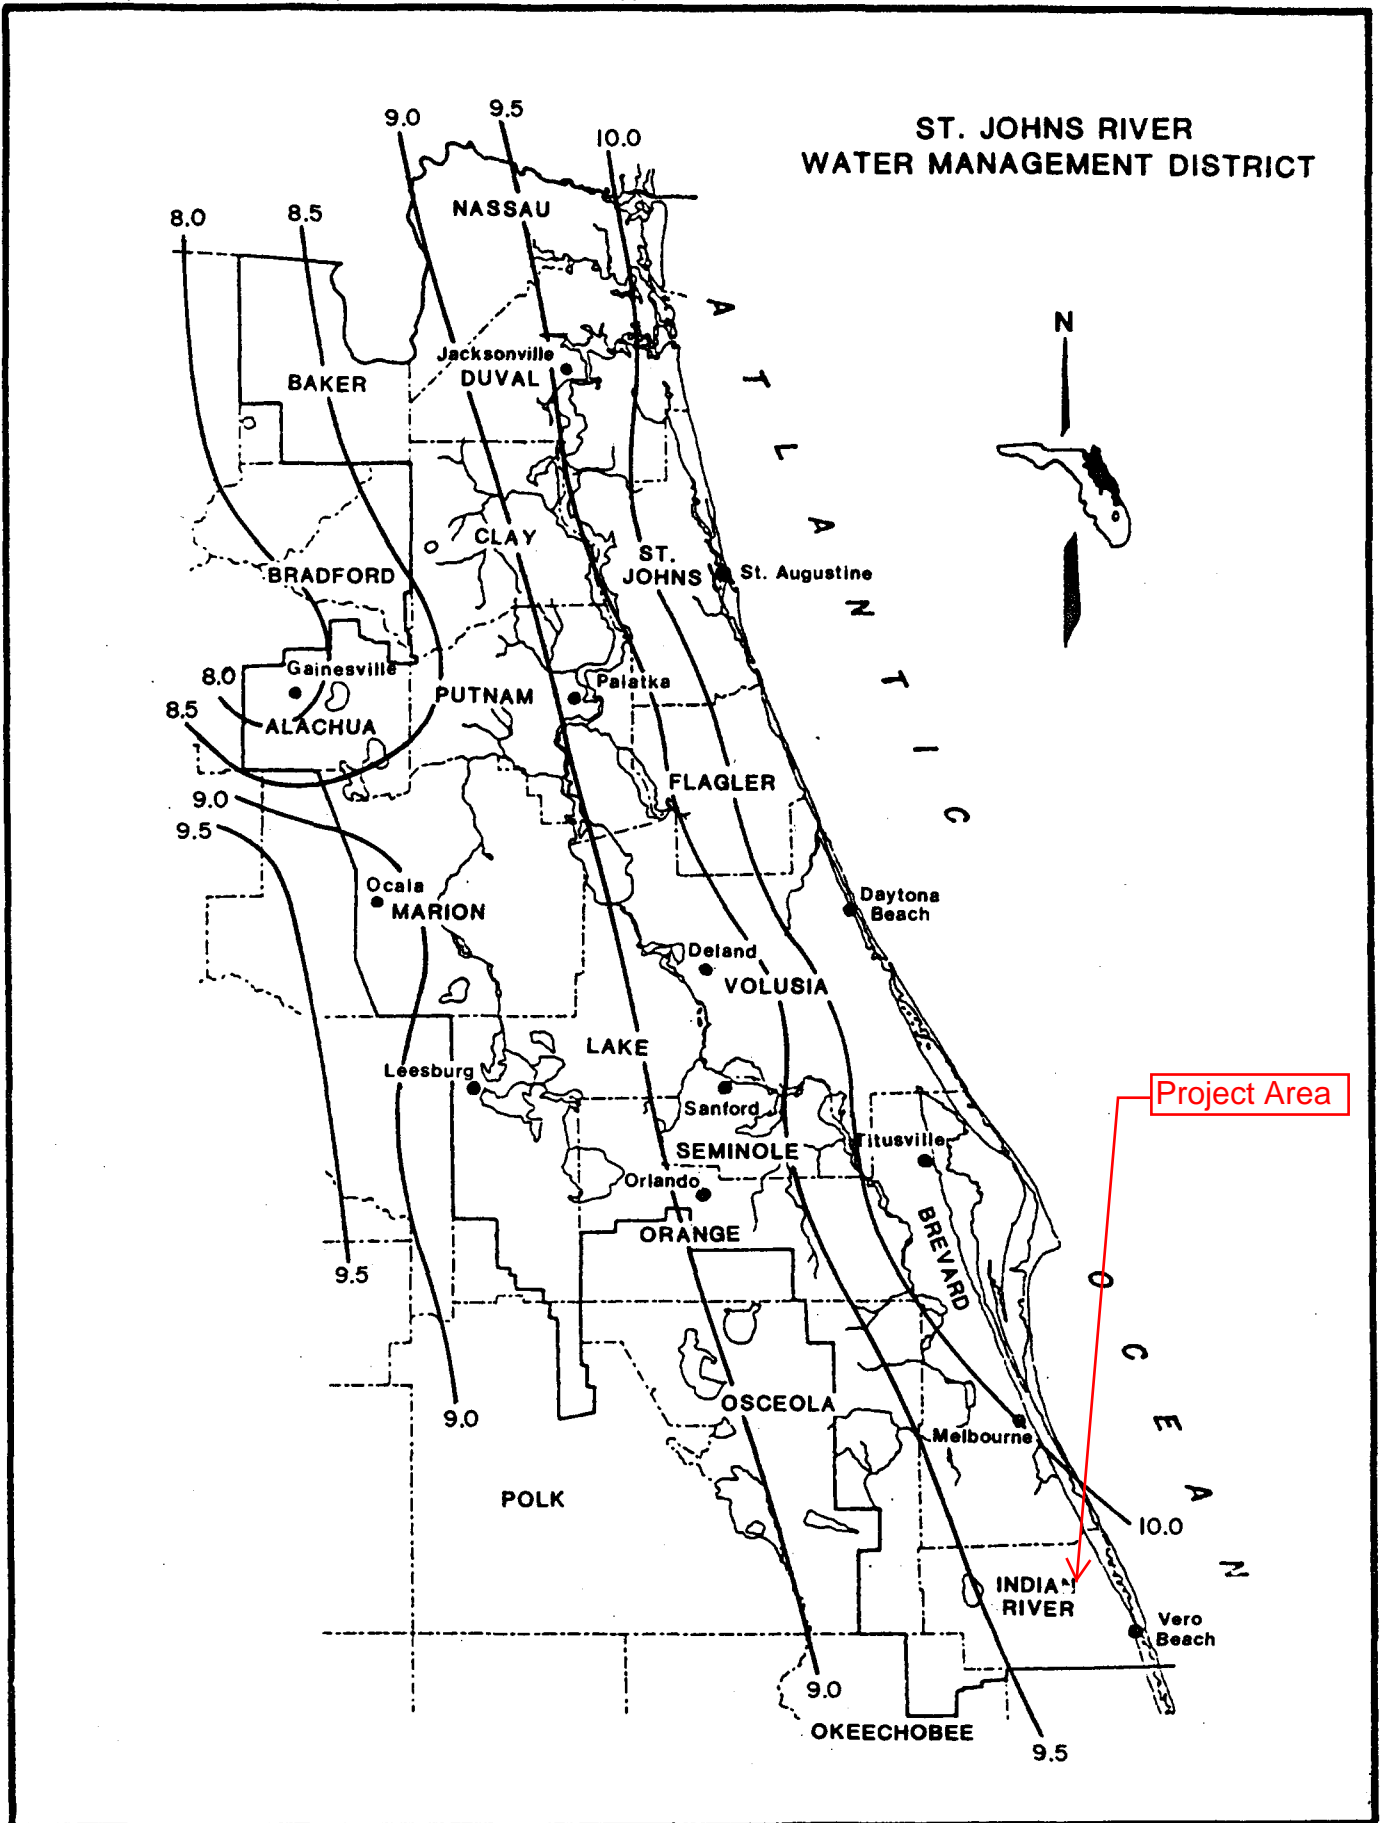 ST. JOHNS RIVER
WATER MANAGEMENT DISTRICT
9.0
9.5
10.0
8.0
8.5
NASSAU
N
Jacksonville
DUVAL
BAKER
CLAY
ST.
JOHNS
St. Augustine
BRADFORD
Gainesville
8.0
ALACHUA
8.5
PUTNAM
Palatka
FLAGLER
9.0
9.5
Ocala
MARION
Daytona
Beach
Deland
VOLUSIA
LAKE
Leesburg
Sanford
Project Area
SEMINOLE
Titusville
Orlando
ORANGE
BREVARD
9.5
9.0
OSCEOLA
Melbourne
POLK
10.0
INDIAN
RIVER
Vero
Beach
9.0
OKEECHOBEE
9.5
ATLANTIC OCEAN